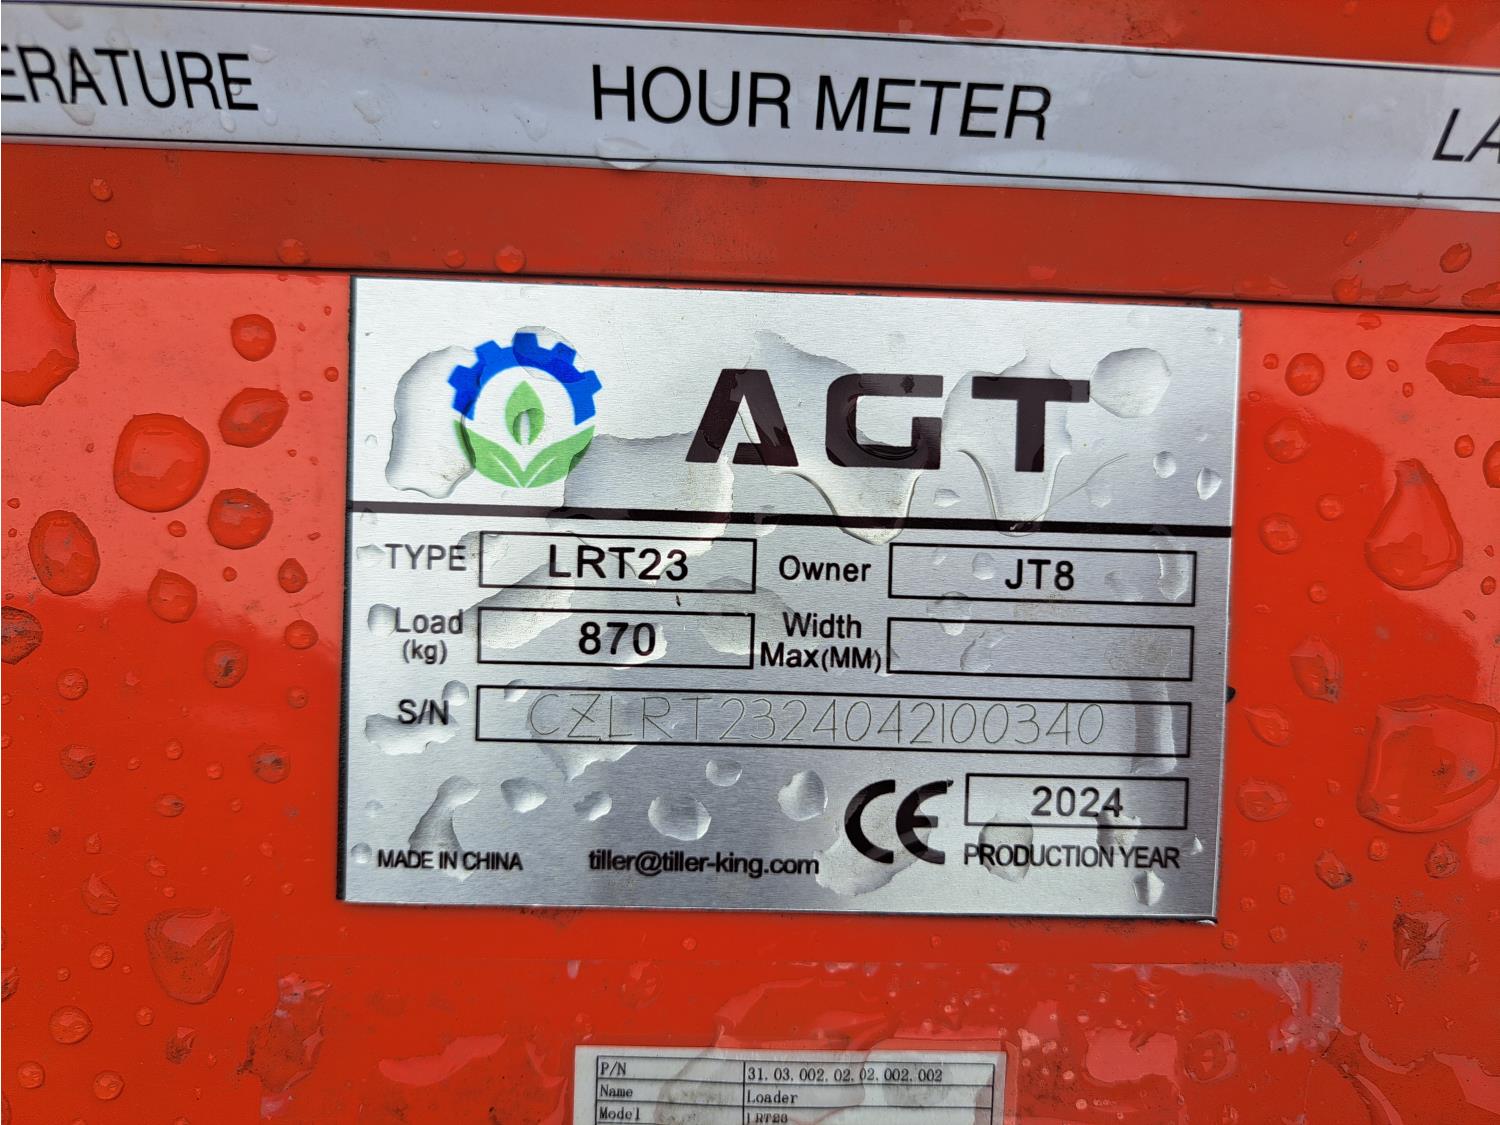 ERATURE HOUR METER LA
AGT
TYPE LRT23 Owner JT8
Load (kg) 870 Width Max(MM)
S/N CZLRT2324042100340
CE 2024
MADE IN CHINA tiller@tiller-king.com PRODUCTION YEAR
P/N 31.03.002.02.02.002.002
Name Loader
Model